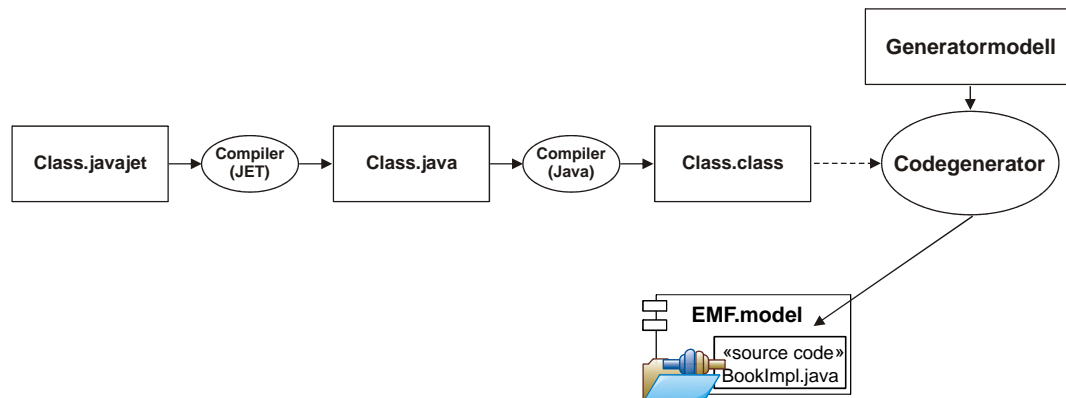 Generatormodell
Class.javajet
Compiler
(JET)
Class.java
Compiler
(Java)
Class.class
Codegenerator
EMF.model
«source code»
BookImpl.java